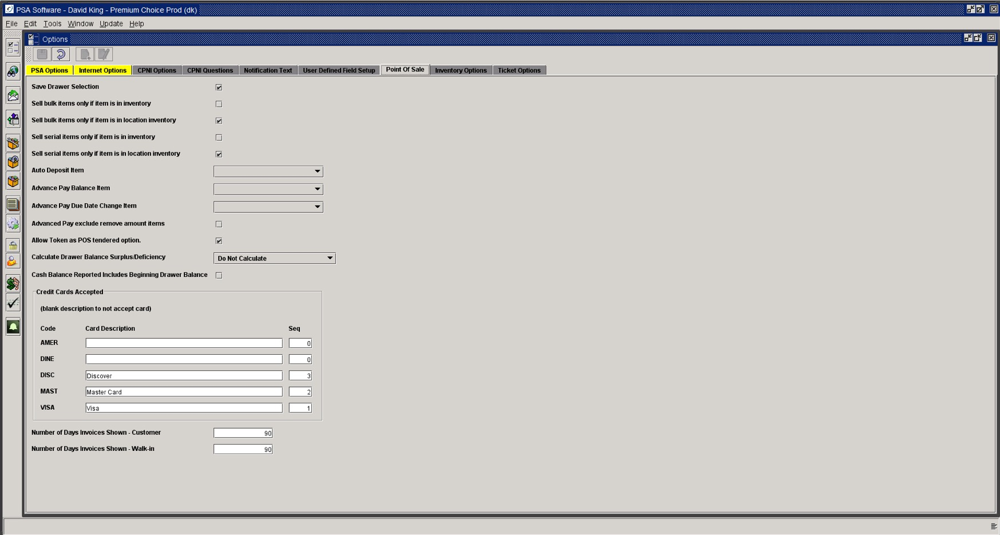 PSA Software - David King - Premium Choice Prod (dk)
File Edit Tools Window Update Help
Options
PSA Options Internet Options CPNI Options CPNI Questions Notification Text User Defined Field Setup Point Of Sale Inventory Options Ticket Options
Save Drawer Selection
Sell bulk items only if item is in inventory
Sell bulk items only if item is in location inventory
Sell serial items only if item is in inventory
Sell serial items only if item is in location inventory
Auto Deposit Item
Advance Pay Balance Item
Advance Pay Due Date Change Item
Advanced Pay exclude remove amount items
Allow Token as POS tendered option.
Calculate Drawer Balance Surplus/Deficiency Do Not Calculate
Cash Balance Reported Includes Beginning Drawer Balance
Credit Cards Accepted
(blank description to not accept card)
Code Card Description Seq
AMER 0
DINE 0
DISC Discover 3
MAST Master Card 2
VISA Visa 1
Number of Days Invoices Shown - Customer 90
Number of Days Invoices Shown - Walk-in 90